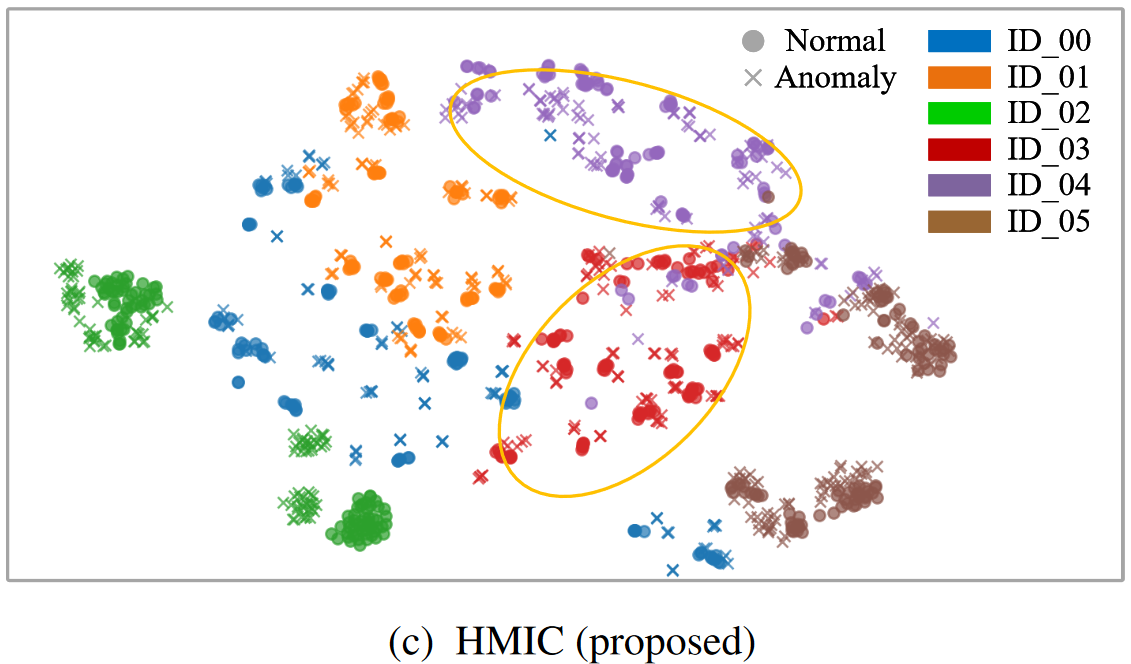 Normal
Anomaly
ID_00
ID_01
ID_02
ID_03
ID_04
ID_05
(c) HMIC (proposed)